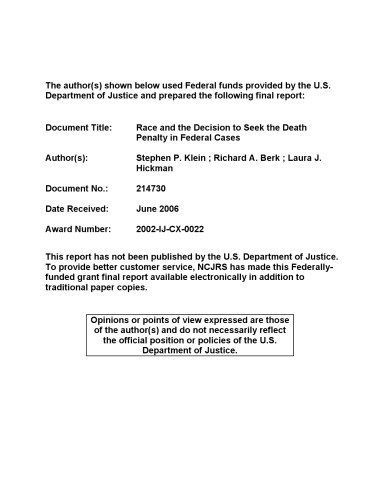 The author(s) shown below used Federal funds provided by the U.S.
Department of Justice and prepared the following final report:
Document Title: Race and the Decision to Seek the Death
Penalty in Federal Cases
Author(s): Stephen P. Klein ; Richard A. Berk ; Laura J.
Hickman
Document No.: 214730
Date Received: June 2006
Award Number: 2002-IJ-CX-0022
This report has not been published by the U.S. Department of Justice.
To provide better customer service, NCJRS has made this Federally-
funded grant final report available electronically in addition to
traditional paper copies.
Opinions or points of view expressed are those
of the author(s) and do not necessarily reflect
the official position or policies of the U.S.
Department of Justice.